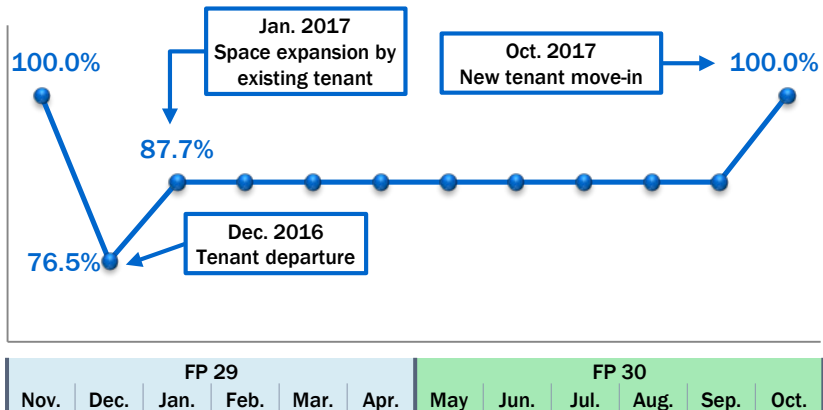 Jan. 2017
Space expansion by
existing tenant
Oct. 2017
New tenant move-in
100.0%
100.0%
87.7%
Dec. 2016
Tenant departure
76.5%
FP 29
FP 30
Nov. Dec. Jan. Feb. Mar. Apr. May Jun. Jul. Aug. Sep. Oct.